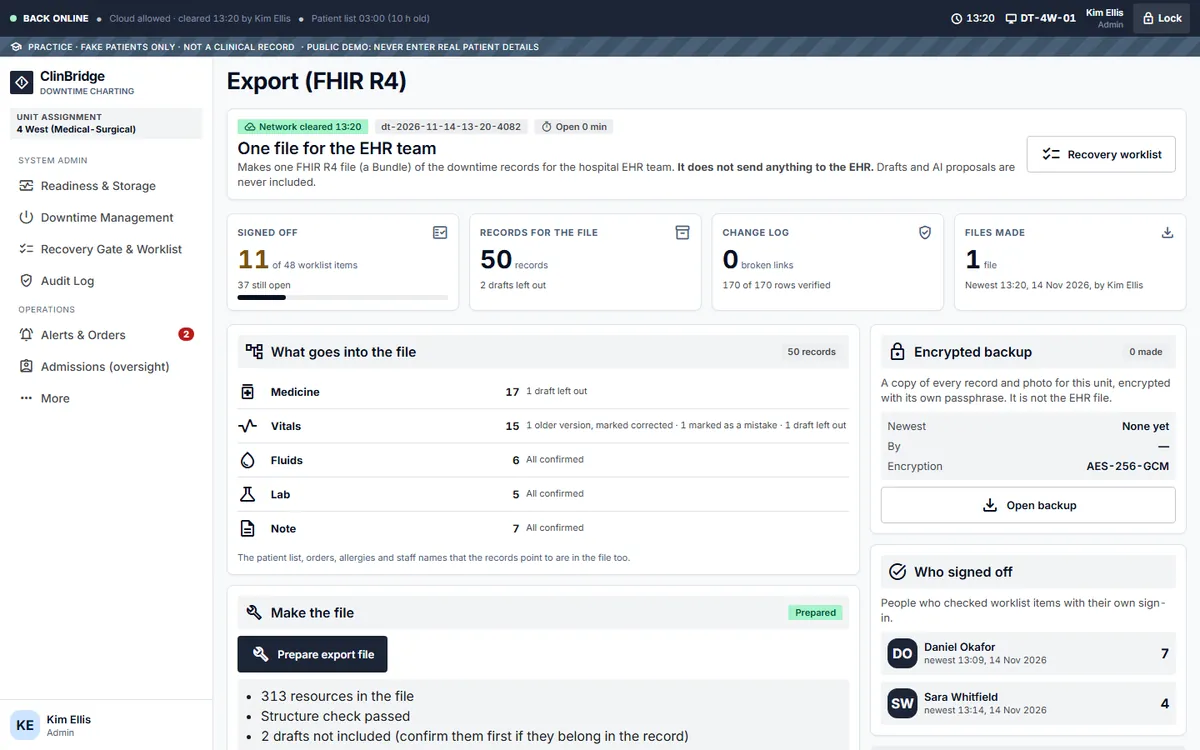 BACK ONLINE • Cloud allowed · cleared 13:20 by Kim Ellis • Patient list 03:00 (10 h old)
13:20 DT-4W-01 Kim Ellis Admin Lock
PRACTICE · FAKE PATIENTS ONLY · NOT A CLINICAL RECORD · PUBLIC DEMO: NEVER ENTER REAL PATIENT DETAILS
ClinBridge
DOWNTIME CHARTING
UNIT ASSIGNMENT
4 West (Medical-Surgical)
SYSTEM ADMIN
Readiness & Storage
Downtime Management
Recovery Gate & Worklist
Audit Log
OPERATIONS
Alerts & Orders 2
Admissions (oversight)
More
KE
Kim Ellis
Admin
Export (FHIR R4)
Network cleared 13:20 dt-2026-11-14-13-20-4082 Open 0 min
One file for the EHR team
Makes one FHIR R4 file (a Bundle) of the downtime records for the hospital EHR team. It does not send anything to the EHR. Drafts and AI proposals are
never included.
Recovery worklist
SIGNED OFF
11 of 48 worklist items
37 still open
RECORDS FOR THE FILE
50 records
2 drafts left out
CHANGE LOG
0 broken links
170 of 170 rows verified
FILES MADE
1 file
Newest 13:20, 14 Nov 2026, by Kim Ellis
What goes into the file 50 records
Medicine 17 1 draft left out
Vitals 15 1 older version, marked corrected · 1 marked as a mistake · 1 draft left out
Fluids 6 All confirmed
Lab 5 All confirmed
Note 7 All confirmed
The patient list, orders, allergies and staff names that the records point to are in the file too.
Make the file Prepared
Prepare export file
• 313 resources in the file
• Structure check passed
• 2 drafts not included (confirm them first if they belong in the record)
Encrypted backup 0 made
A copy of every record and photo for this unit, encrypted
with its own passphrase. It is not the EHR file.
Newest None yet
By —
Encryption AES-256-GCM
Open backup
Who signed off
People who checked worklist items with their own sign-
in.
DO Daniel Okafor 7
newest 13:09, 14 Nov 2026
SW Sara Whitfield 4
newest 13:14, 14 Nov 2026